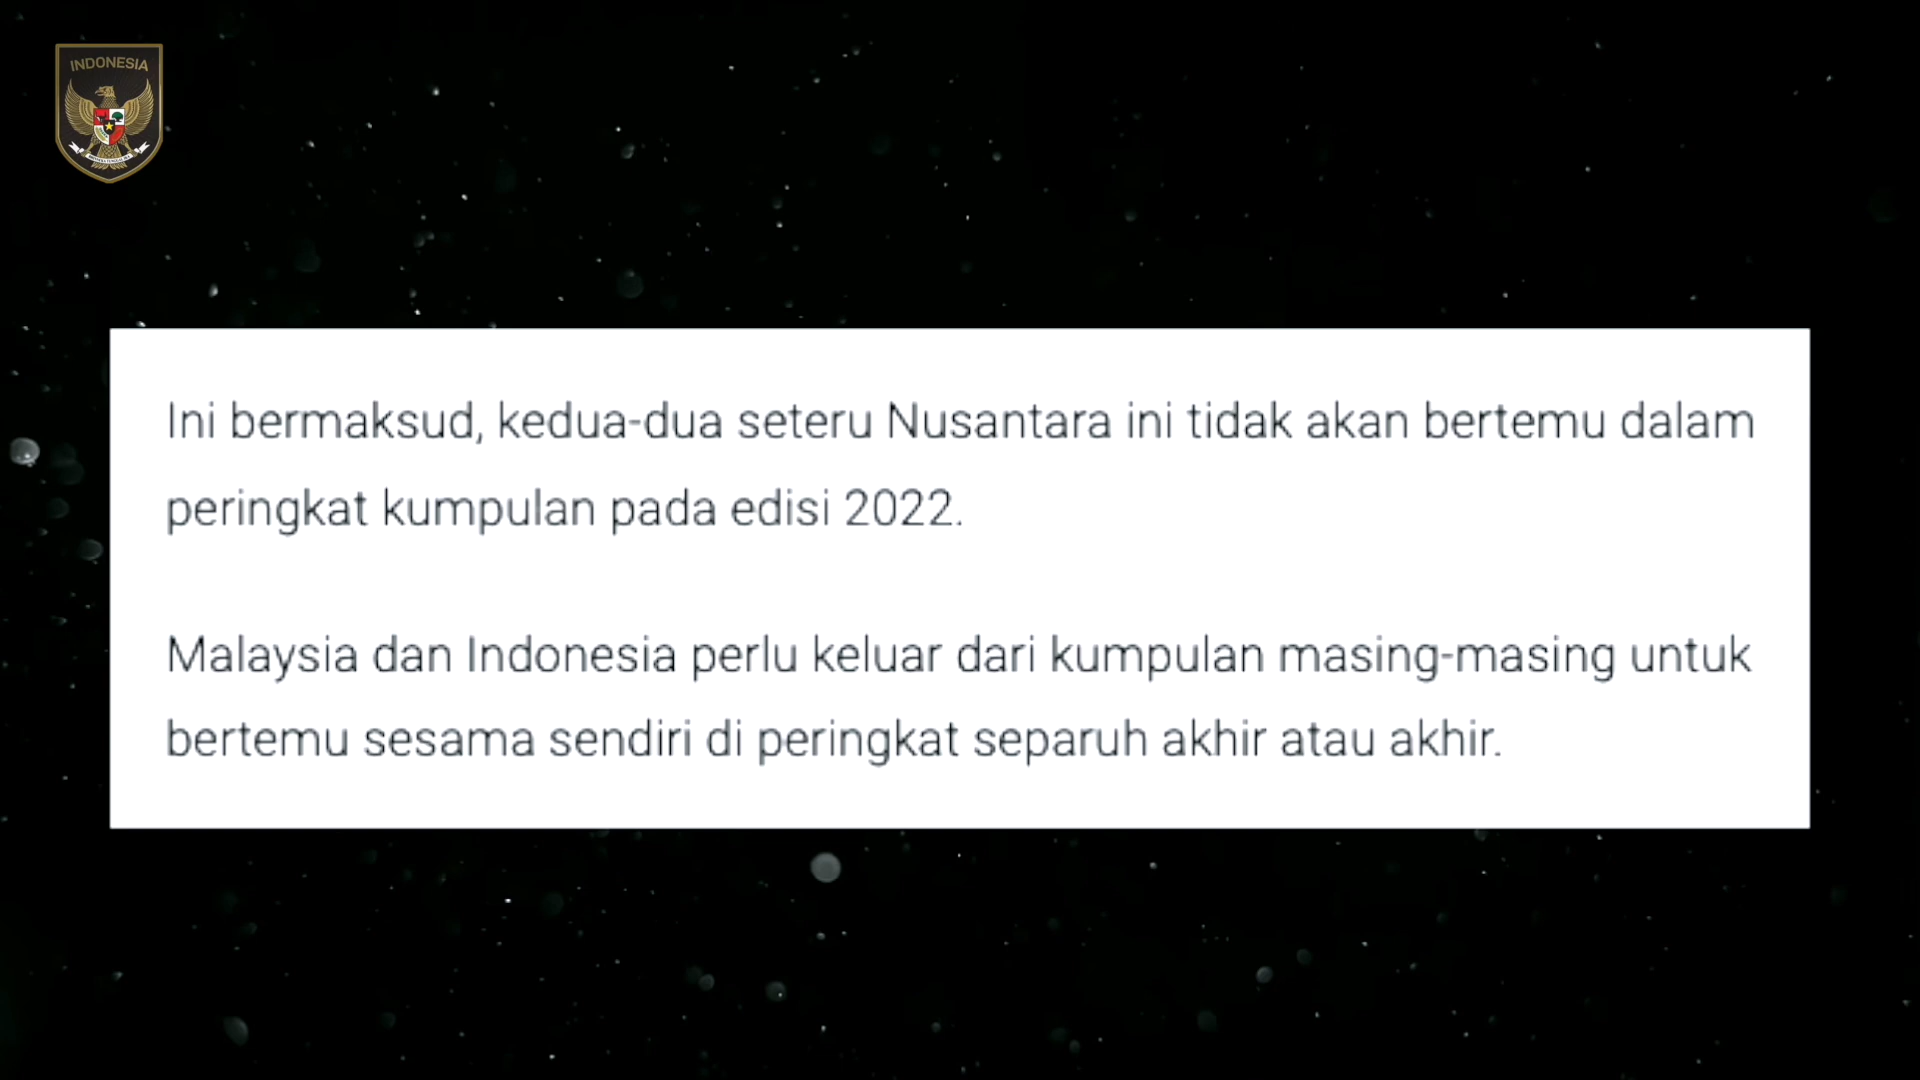 INDONESIA
Ini bermaksud, kedua-dua seteru Nusantara ini tidak akan bertemu dalam
peringkat kumpulan pada edisi 2022.
Malaysia dan Indonesia perlu keluar dari kumpulan masing-masing untuk
bertemu sesama sendiri di peringkat separuh akhir atau akhir.